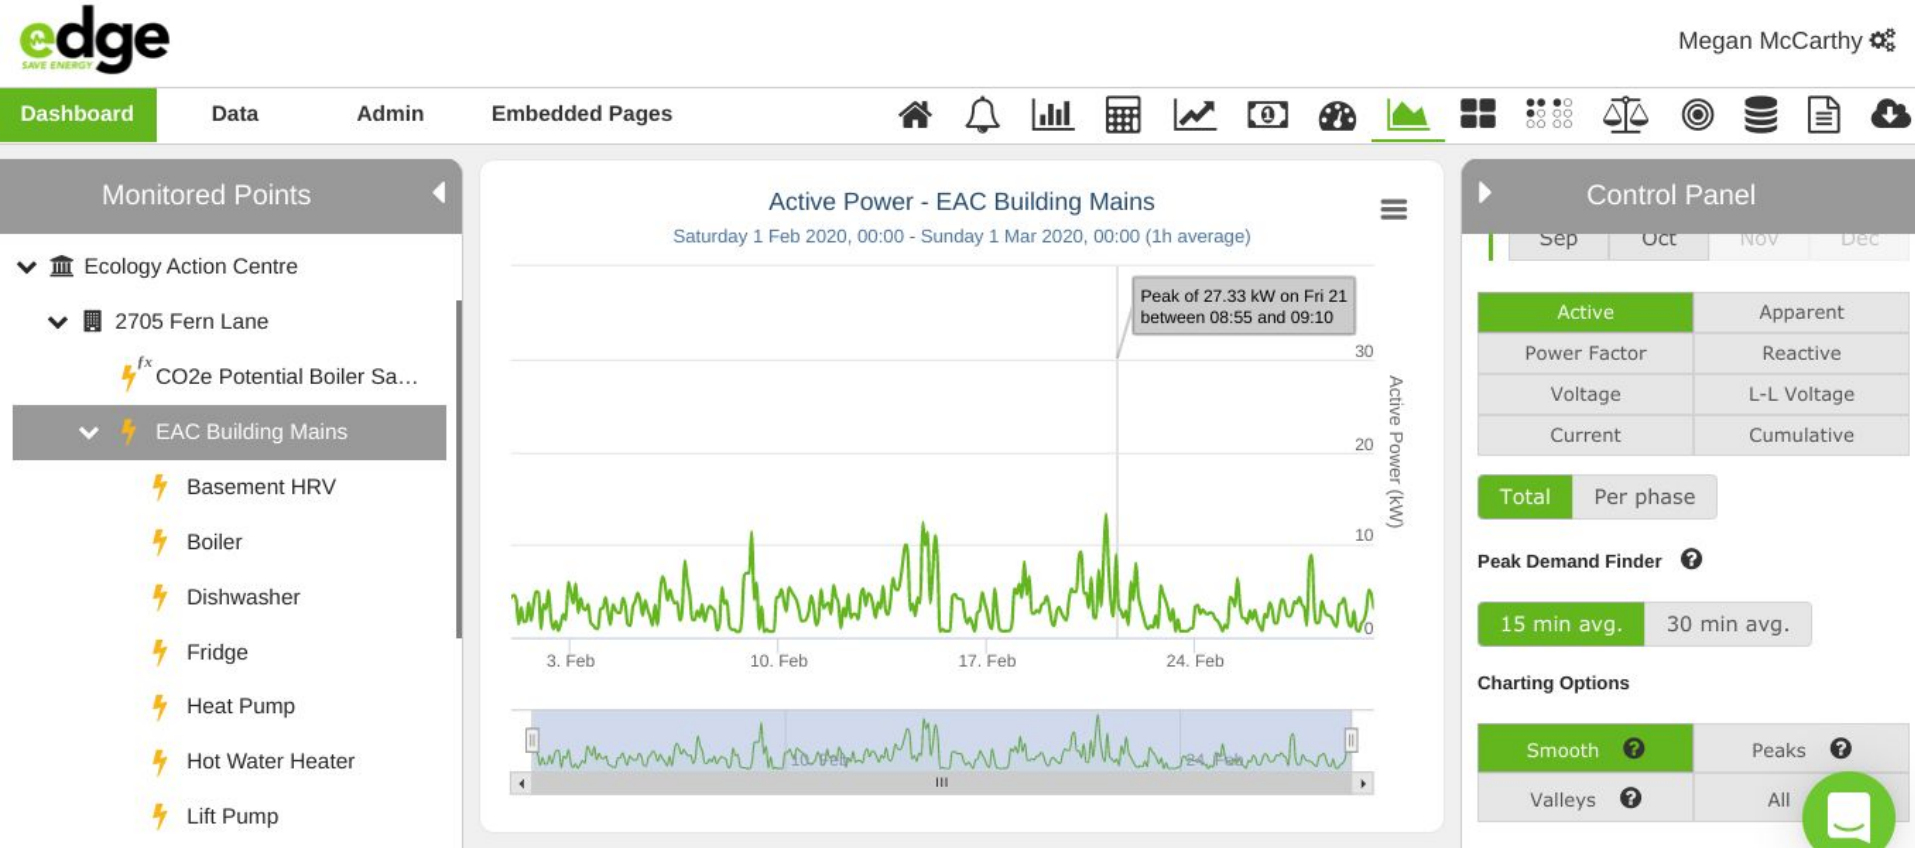 edge
SAVE ENERGY
Megan McCarthy
Dashboard
Data
Admin
Embedded Pages
Monitored Points
Ecology Action Centre
2705 Fern Lane
fx
CO2e Potential Boiler Sa...
EAC Building Mains
Basement HRV
Boiler
Dishwasher
Fridge
Heat Pump
Hot Water Heater
Lift Pump
Active Power - EAC Building Mains
Saturday 1 Feb 2020, 00:00 - Sunday 1 Mar 2020, 00:00 (1h average)
Peak of 27.33 kW on Fri 21
between 08:55 and 09:10
30
20
10
0
Active Power (kW)
3. Feb
10. Feb
17. Feb
24. Feb
10. Feb
24. Feb
Control Panel
Sep
Oct
Nov
Dec
Active
Apparent
Power Factor
Reactive
Voltage
L-L Voltage
Current
Cumulative
Total
Per phase
Peak Demand Finder ?
15 min avg.
30 min avg.
Charting Options
Smooth ?
Peaks ?
Valleys ?
All